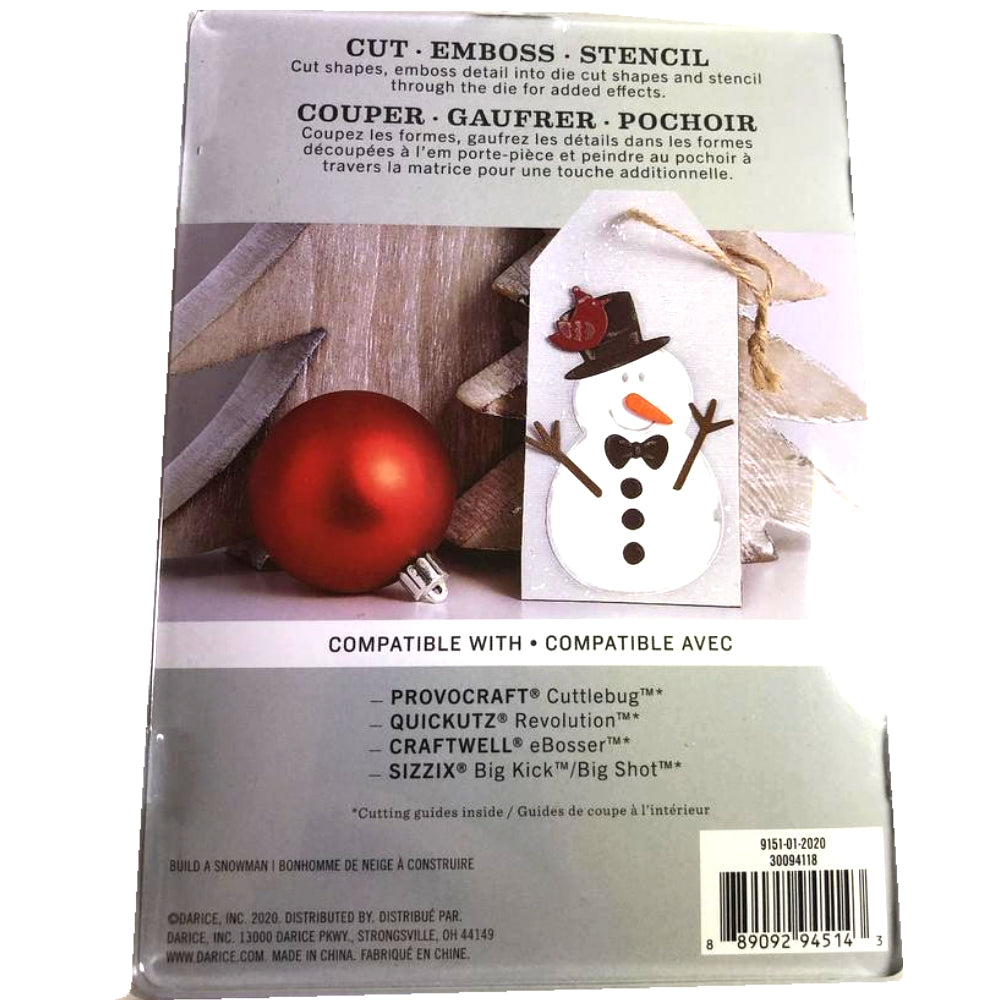 CUT · EMBOSS · STENCIL
Cut shapes, emboss detail into die cut shapes and stencil
through the die for added effects.
COUPER · GAUFRER · POCHOIR
Coupez les formes, gaufrez les détails dans les formes
découpées à l'em porte-pièce et peindre au pochoir à
travers la matrice pour une touche additionnelle.
COMPATIBLE WITH • COMPATIBLE AVEC
– PROVOCRAFT® Cuttlebug™*
– QUICKUTZ® Revolution™*
– CRAFTWELL® eBosser™*
– SIZZIX® Big Kick™/Big Shot™*
*Cutting guides inside / Guides de coupe à l'intérieur
9151-01-2020
30094118
BUILD A SNOWMAN | BONHOMME DE NEIGE À CONSTRUIRE
©DARICE, INC. 2020. DISTRIBUTED BY. DISTRIBUÉ PAR.
DARICE, INC. 13000 DARICE PKWY., STRONGSVILLE, OH 44149
WWW.DARICE.COM. MADE IN CHINA. FABRIQUÉ EN CHINE.
8 89092 94514 3